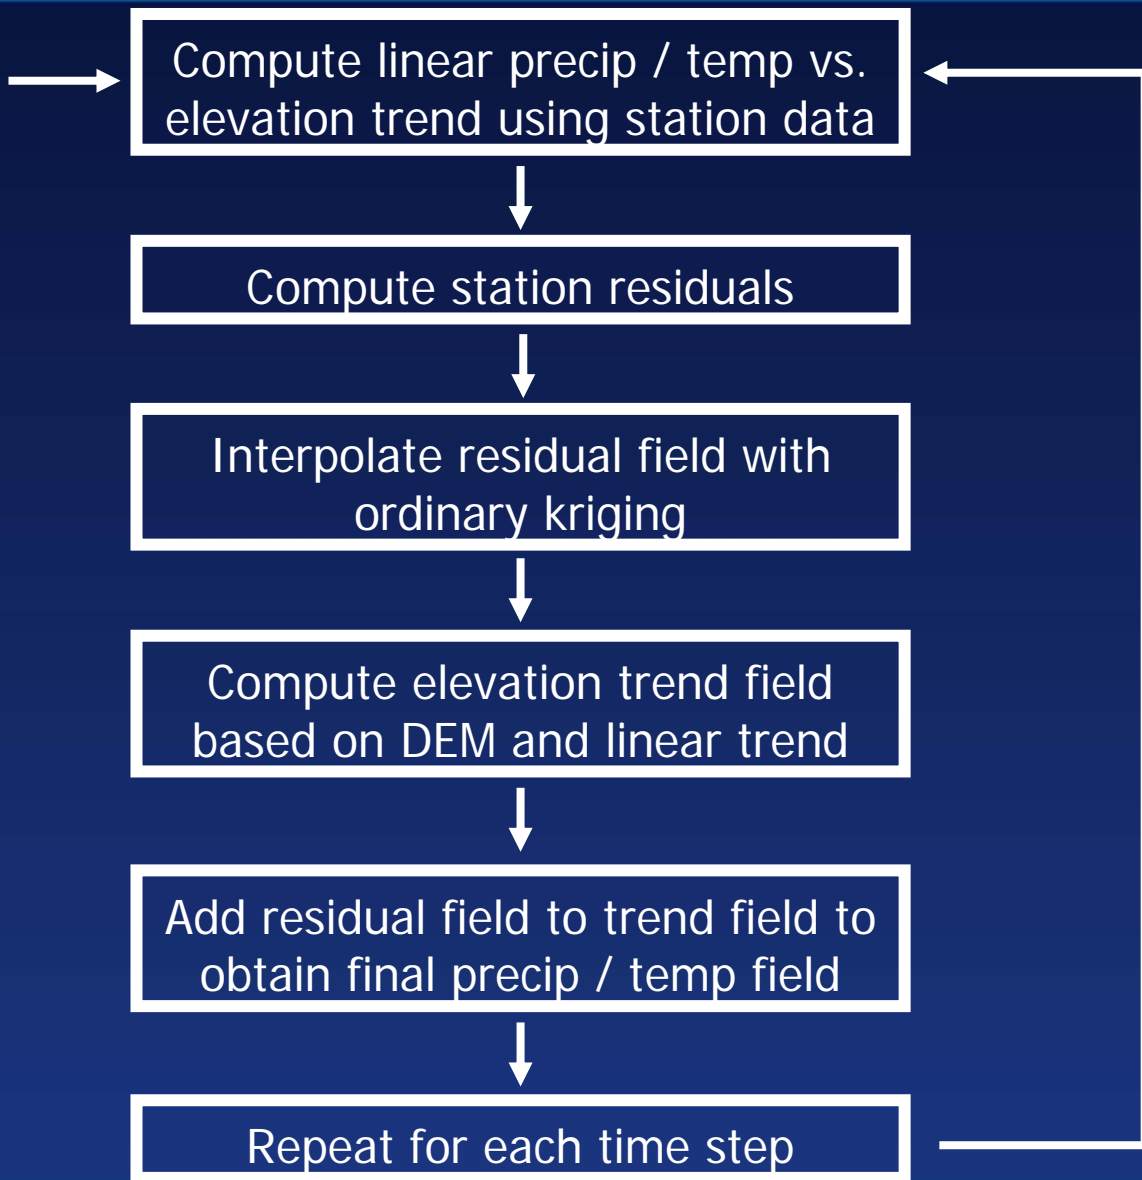 Compute linear precip / temp vs.
elevation trend using station data
Compute station residuals
Interpolate residual field with
ordinary kriging
Compute elevation trend field
based on DEM and linear trend
Add residual field to trend field to
obtain final precip / temp field
Repeat for each time step